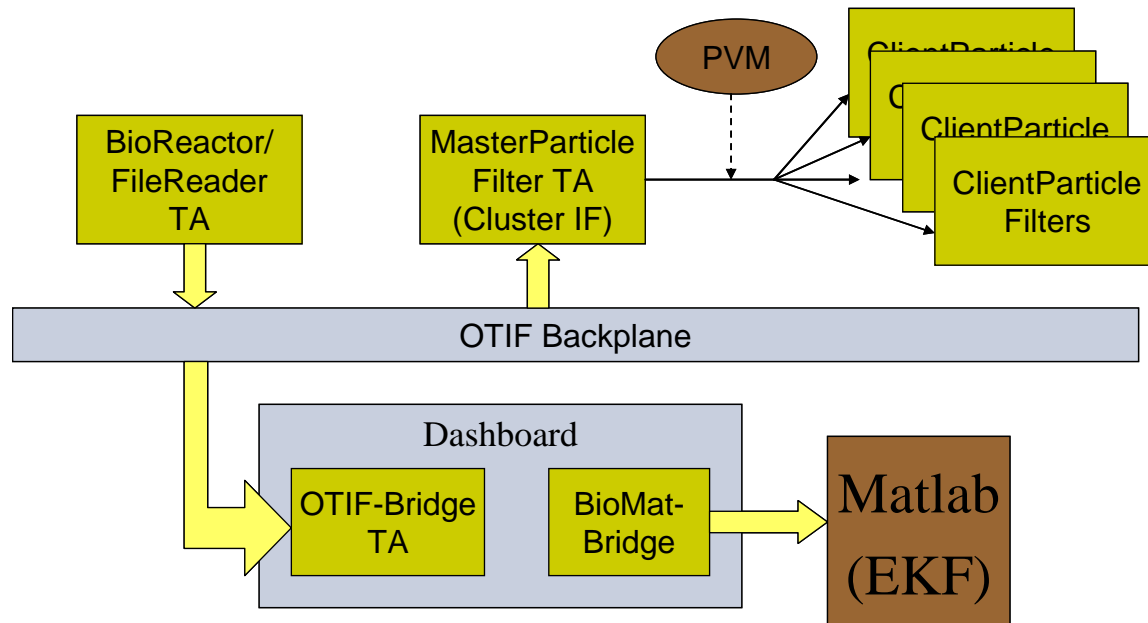 PVM
ClientParticle
C
ClientParticle
ClientParticle
Filters
BioReactor/
FileReader
TA
MasterParticle
Filter TA
(Cluster IF)
OTIF Backplane
Dashboard
OTIF-Bridge
TA
BioMat-
Bridge
Matlab
(EKF)